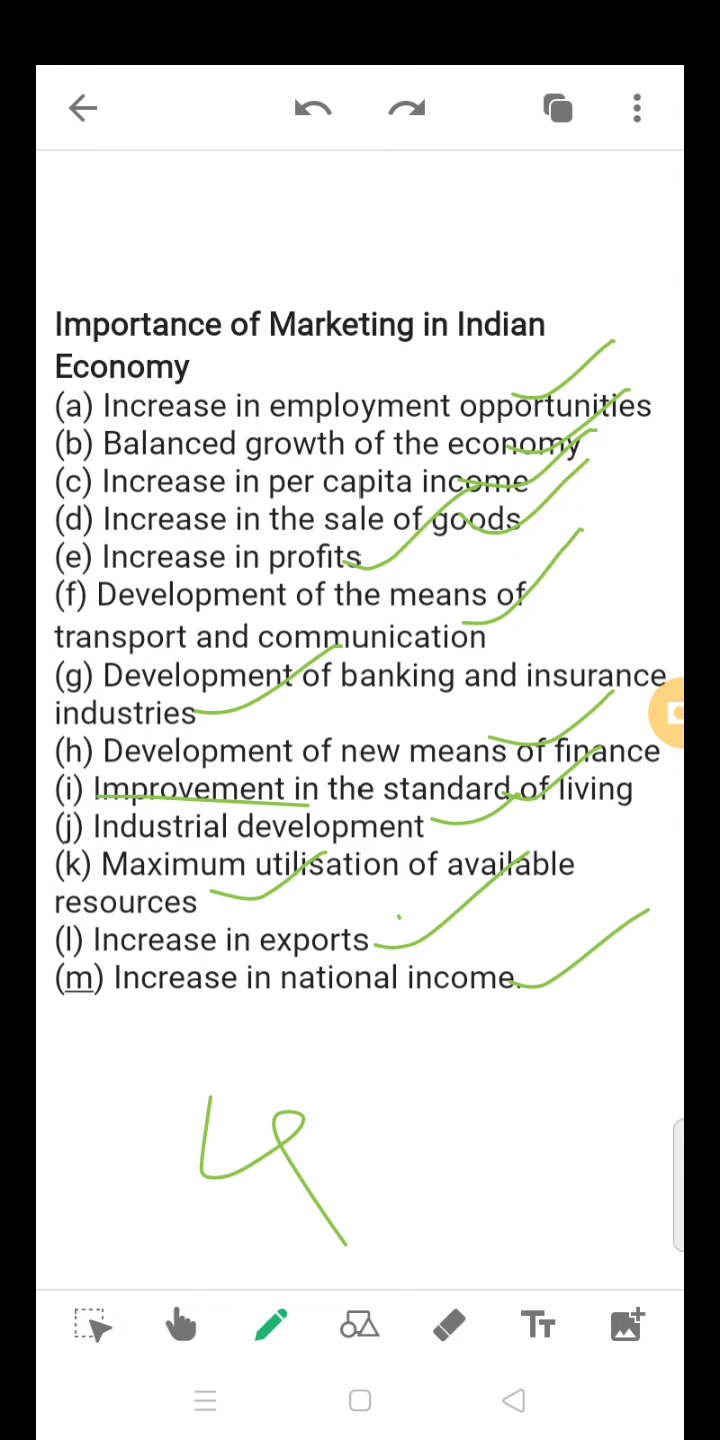 Importance of Marketing in Indian
Economy
(a) Increase in employment opportunities
(b) Balanced growth of the economy
(c) Increase in per capita income
(d) Increase in the sale of goods
(e) Increase in profits
(f) Development of the means of
transport and communication
(g) Development of banking and insurance
industries
(h) Development of new means of finance
(i) Improvement in the standard of living
(j) Industrial development
(k) Maximum utilisation of available
resources
(l) Increase in exports
(m) Increase in national income.